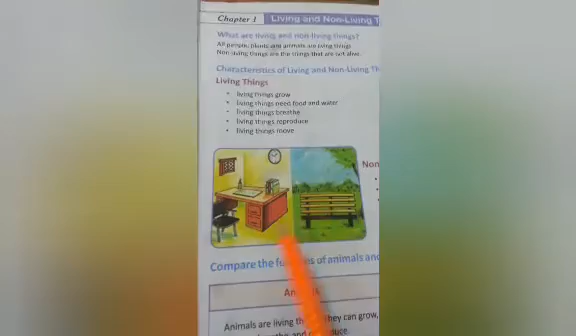 Chapter 1
Living and Non-Living T
What are living and non-living things?
All people, plants and animals are living things.
Non-living things are the things that are not alive.
Characteristics of Living and Non-Living Th
Living Things
• living things grow
• living things need food and water
• living things breathe
• living things reproduce
• living things move
Non
Compare the of animals and
Animals are living They can grow,